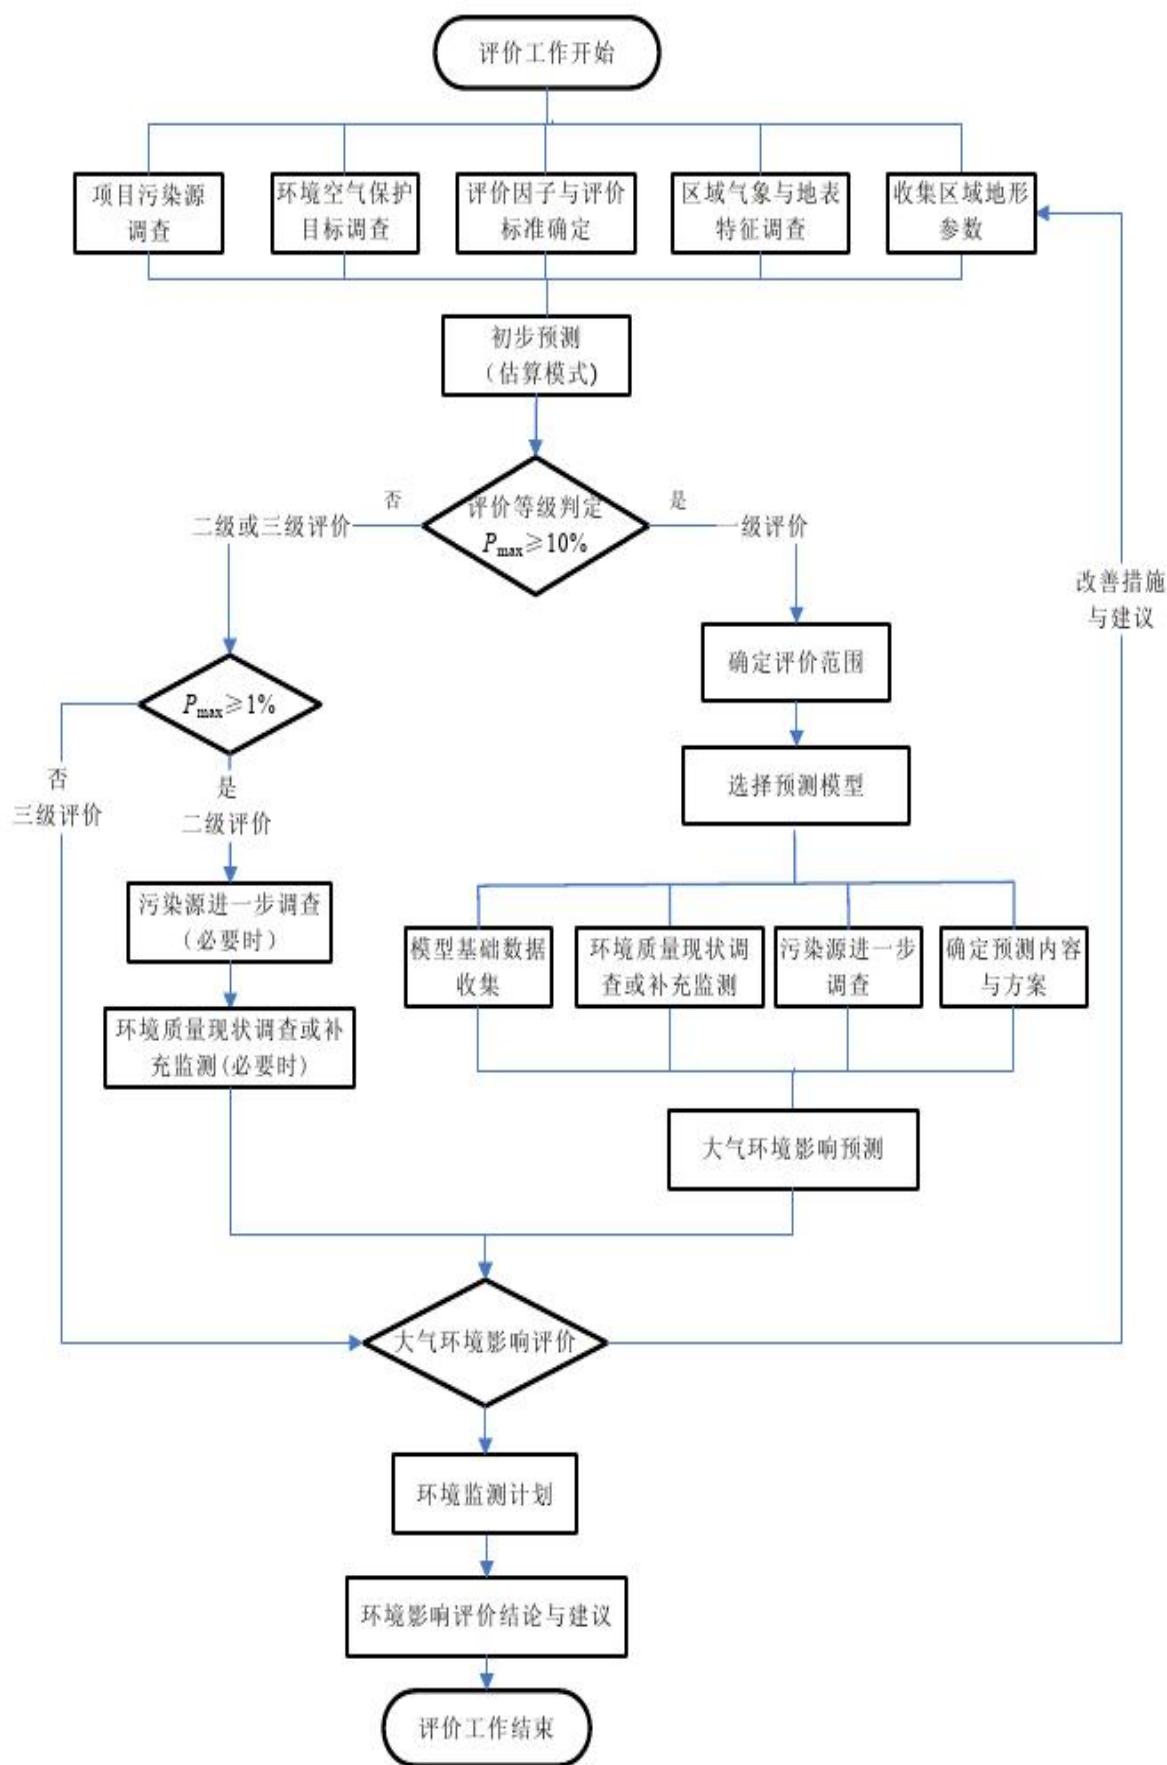 评价工作开始
项目污染源
调查
环境空气保护
目标调查
评价因子与评价
标准确定
区域气象与地表
特征调查
收集区域地形
参数
初步预测
（估算模式)
否
评价等级判定
Pmax≥10%
是
二级或三级评价
一级评价
改善措施
与建议
确定评价范围
Pmax≥1%
否
三级评价
是
二级评价
选择预测模型
污染源进一步调查
（必要时）
模型基础数据
收集
环境质量现状调
查或补充监测
污染源进一步
调查
确定预测内容
与方案
环境质量现状调查或补
充监测(必要时)
大气环境影响预测
大气环境影响评价
环境监测计划
环境影响评价结论与建议
评价工作结束